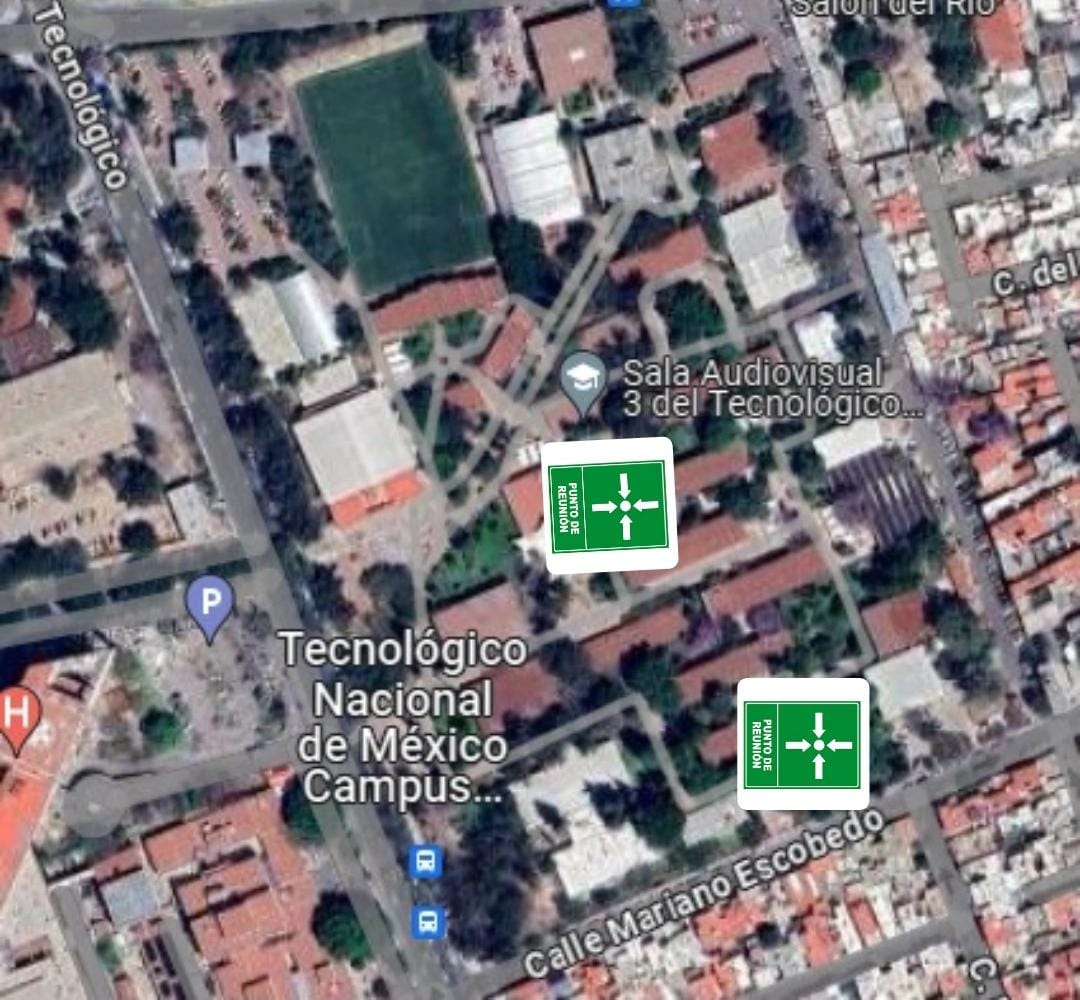 Salón del Río
Tecnológico
C. del
Sala Audiovisual
3 del Tecnológico...
PUNTO DE
REUNIÓN
P
Tecnológico
Nacional
de México
Campus...
H
PUNTO DE
REUNIÓN
Calle Mariano Escobedo
C.